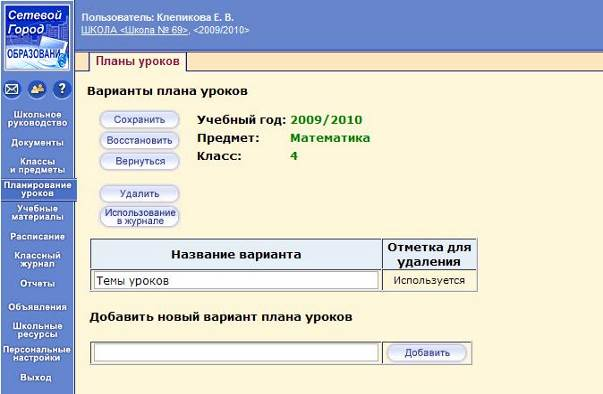 Сетевой
Город
ОБРАЗОВАНИ
Пользователь: Клепикова Е. В.
ШКОЛА <Школа № 69>, <2009/2010>
Планы уроков
?
Школьное
руководство
Документы
Классы
и предметы
Планирование
уроков
Учебные
материалы
Расписание
Классный
журнал
Отчеты
Объявления
Школьные
ресурсы
Персональные
настройки
Выход
Варианты плана уроков
Сохранить
Восстановить
Вернуться
Удалить
Использование
в журнале
Учебный год: 2009/2010
Предмет: Математика
Класс: 4
Название варианта
Отметка для
удаления
Темы уроков
Используется
Добавить новый вариант плана уроков
Добавить